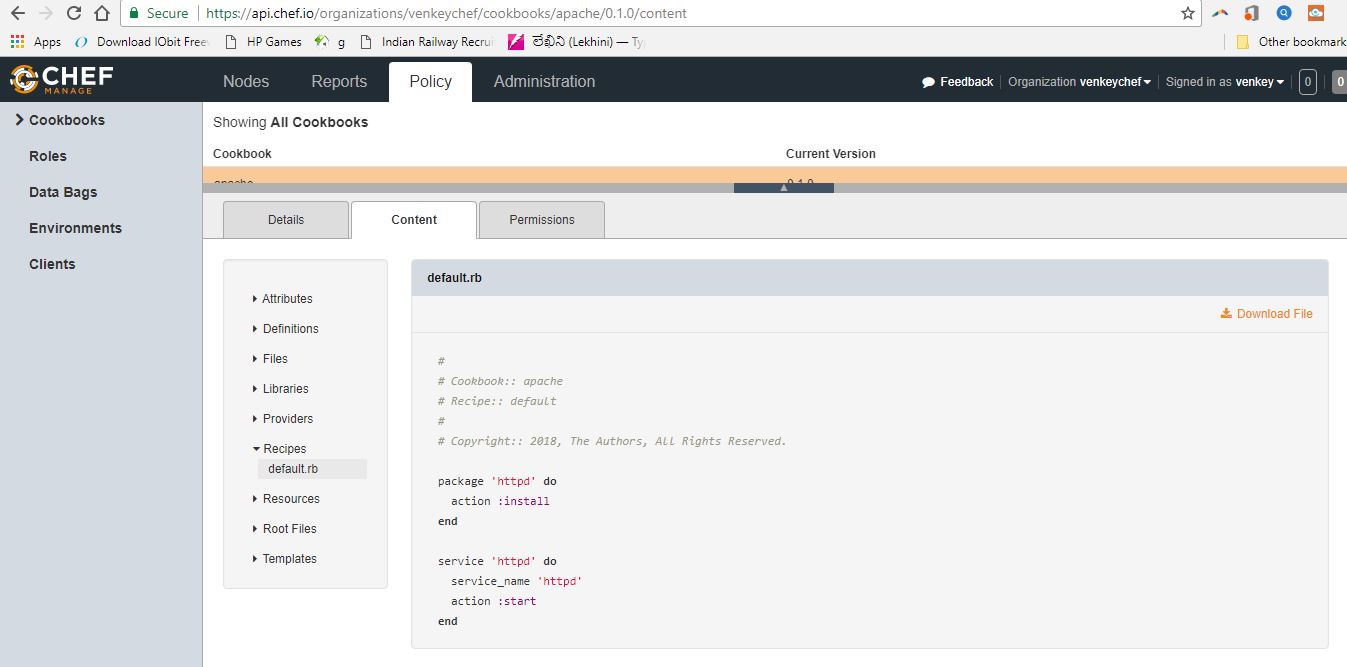 Secure https://api.chef.io/organizations/venkeychef/cookbooks/apache/0.1.0/content
Apps Download IObit Free HP Games g Indian Railway Recrui లేఖిని (Lekhini) — Ty Other bookmark
CHEF
MANAGE
Nodes Reports Policy Administration Feedback Organization venkeychef Signed in as venkey 0 0
Cookbooks
Roles
Data Bags
Environments
Clients
Showing All Cookbooks
Cookbook Current Version
apache 0.1.0
Details Content Permissions
Attributes
Definitions
Files
Libraries
Providers
Recipes
default.rb
Resources
Root Files
Templates
default.rb
Download File
#
# Cookbook:: apache
# Recipe:: default
#
# Copyright:: 2018, The Authors, All Rights Reserved.
package 'httpd' do
action :install
end
service 'httpd' do
service_name 'httpd'
action :start
end